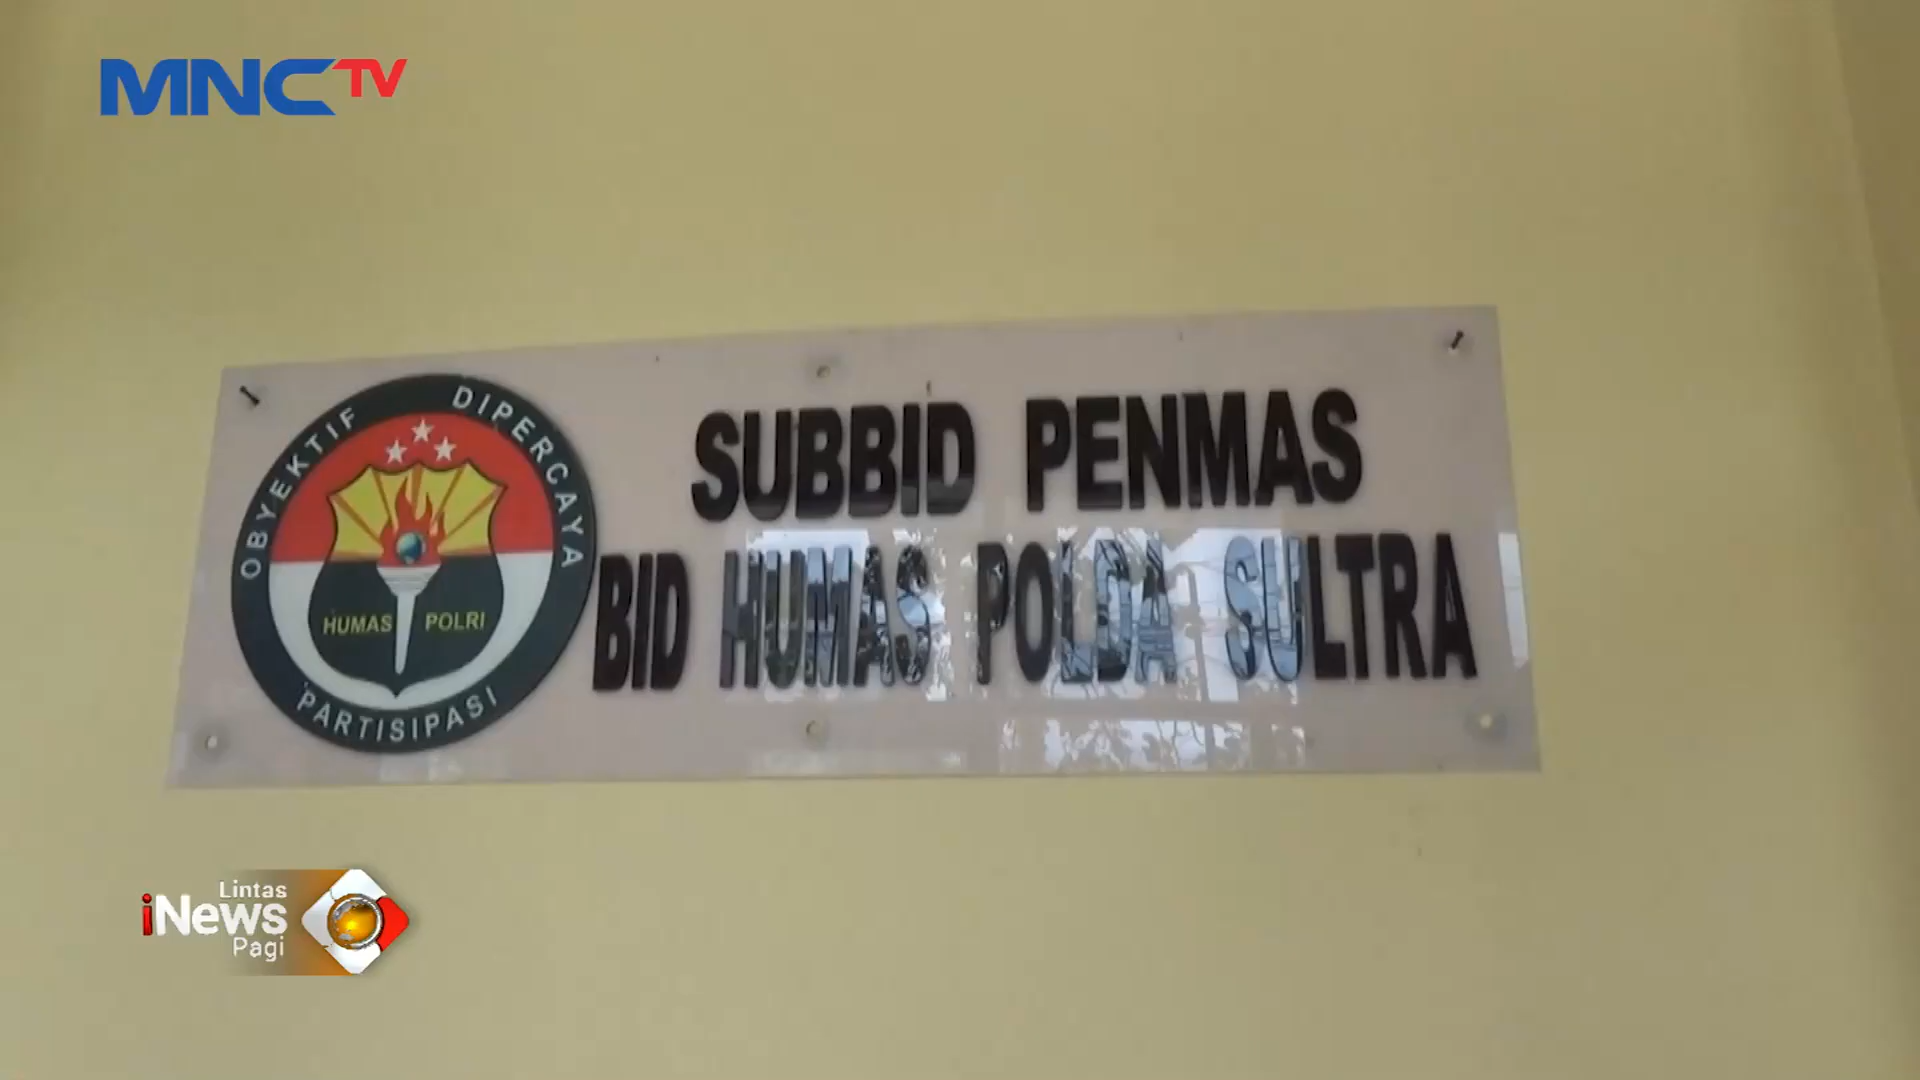 MNCTV
OBYEKTIF DIPERCAYA
HUMAS POLRI
PARTISIPASI
SUBBID PENMAS
BID HUMAS POLDA SULTRA
Lintas
iNews
Pagi